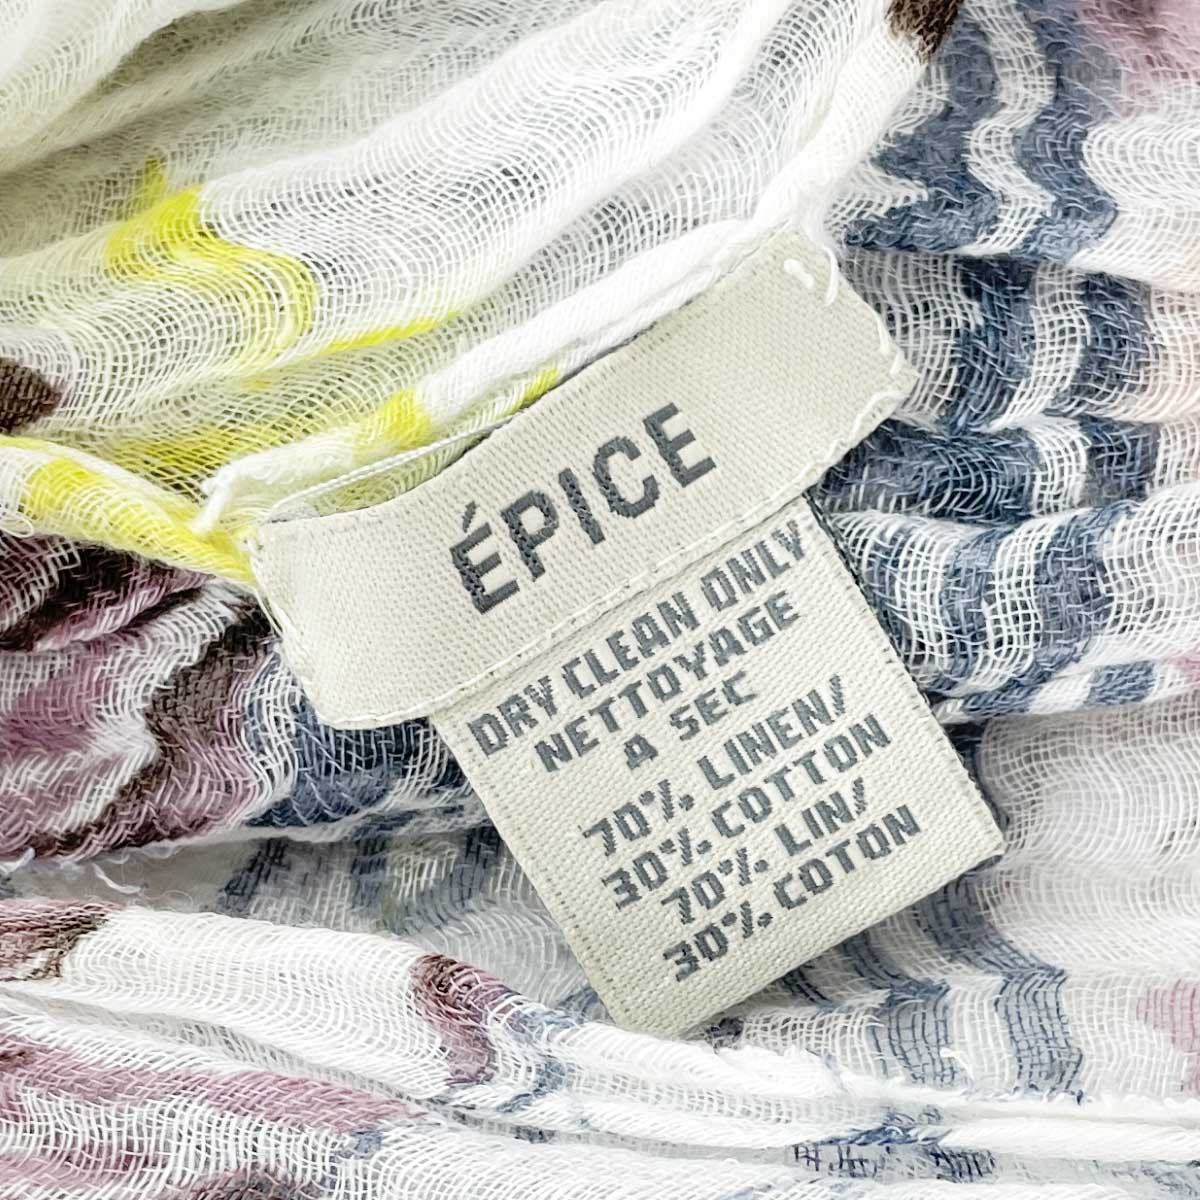 ÉPICE
DRY CLEAN ONLY
NETTOYAGE
A SEC
70% LINEN/
30% COTTON
70% LIN/
30% COTON